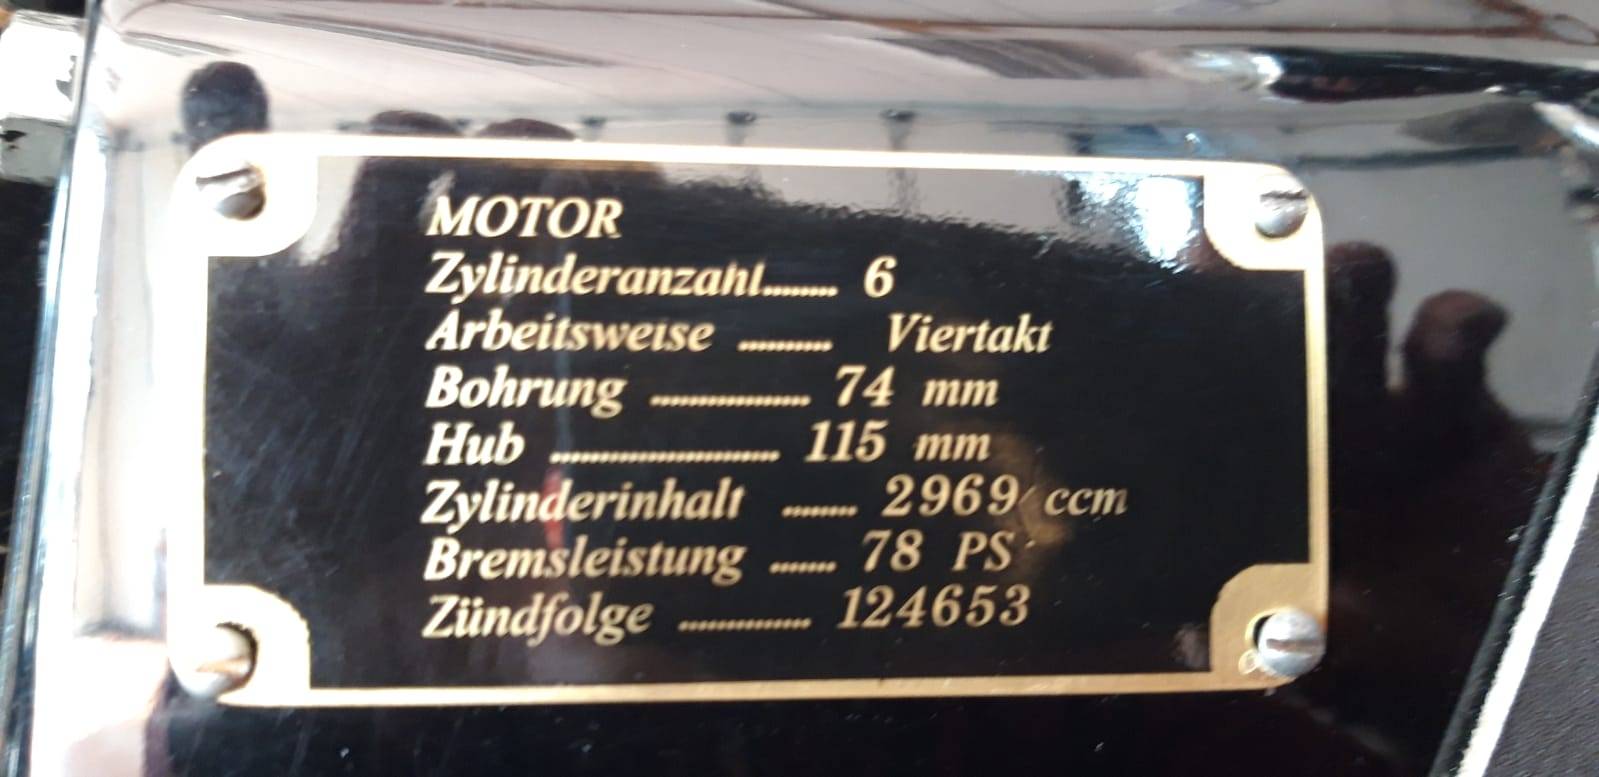 MOTOR
Zylinderanzahl........ 6
Arbeitsweise .......... Viertakt
Bohrung ................. 74 mm
Hub ......................... 115 mm
Zylinderinhalt ........ 2969 ccm
Bremsleistung ....... 78 PS
Zündfolge .............. 124653